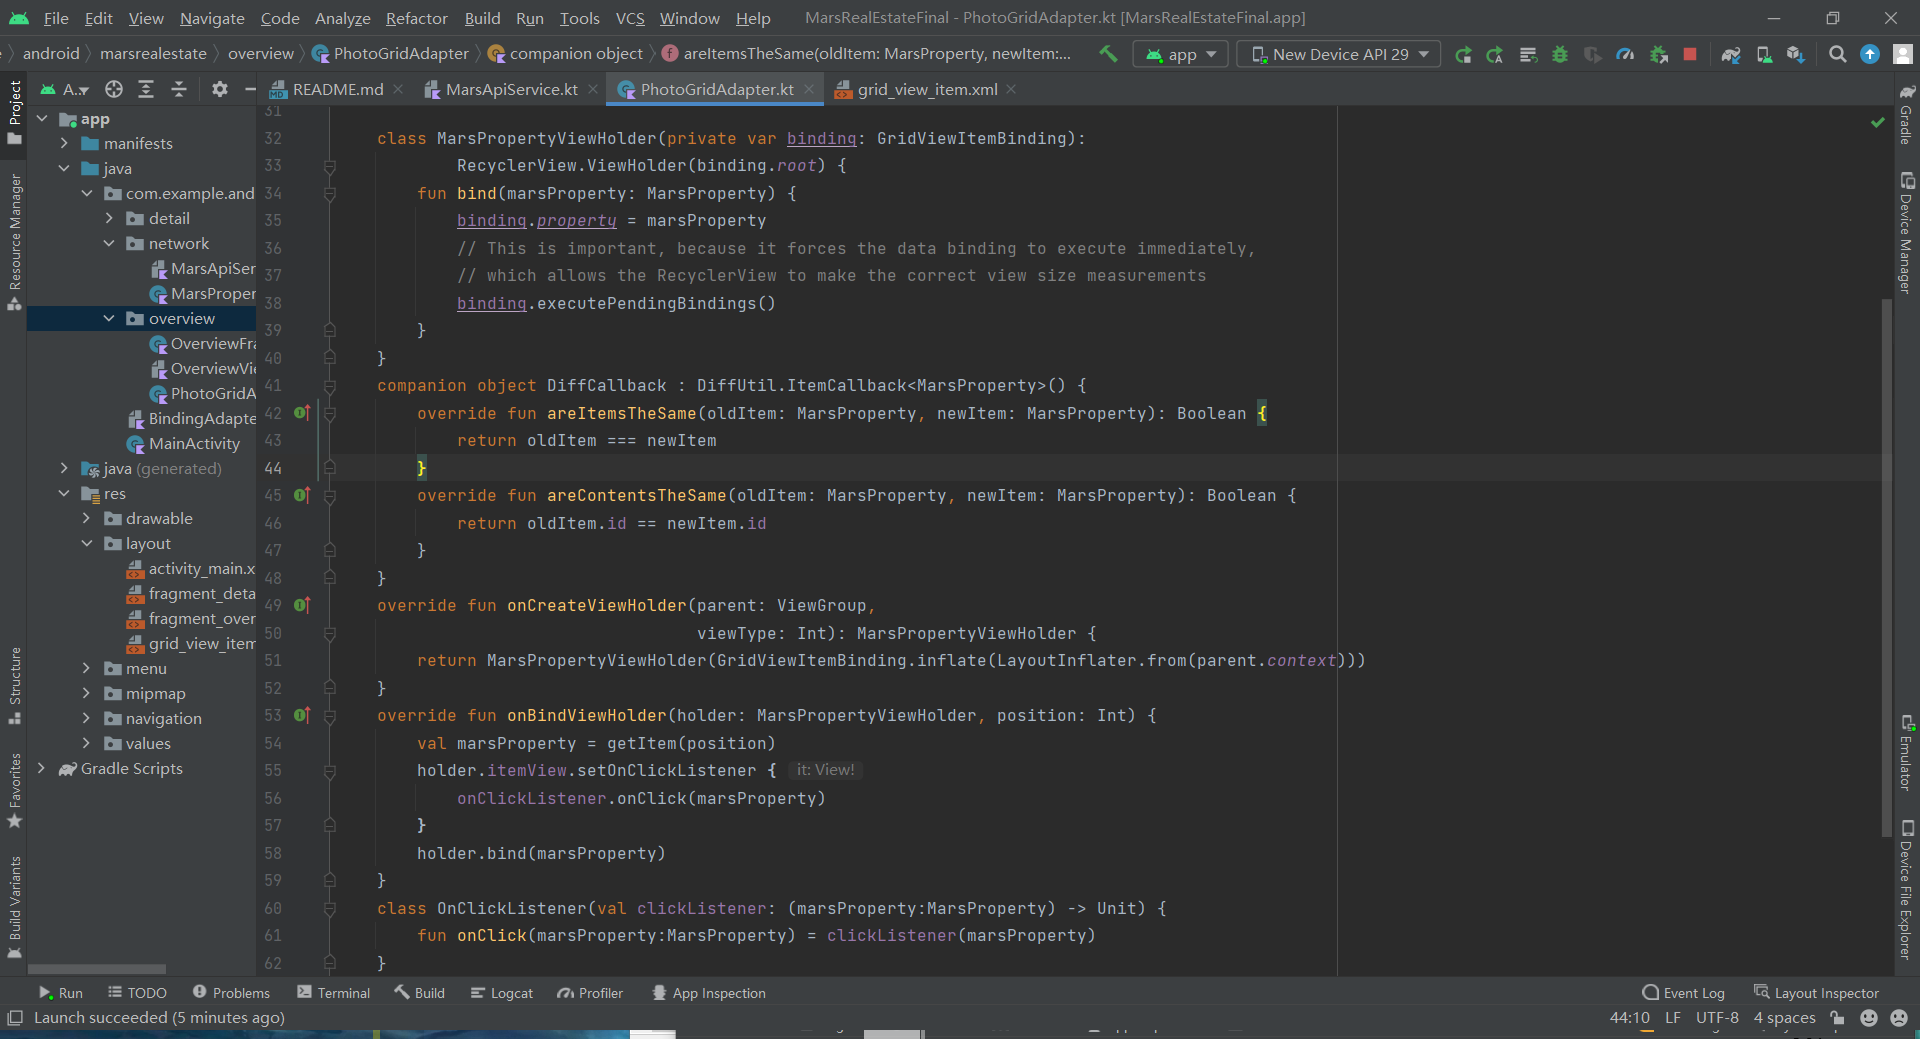 File Edit View Navigate Code Analyze Refactor Build Run Tools VCS Window Help MarsRealEstateFinal - PhotoGridAdapter.kt [MarsRealEstateFinal.app]
android marsrealestate overview PhotoGridAdapter companion object areItemsTheSame(oldItem: MarsProperty, newItem:... app New Device API 29
Project
A.. README.md MarsApiService.kt PhotoGridAdapter.kt grid_view_item.xml
app
manifests
java
com.example.and
detail
network
MarsApiSer
MarsProper
overview
OverviewFra
OverviewVie
PhotoGridA
BindingAdapte
MainActivity
java (generated)
res
drawable
layout
activity_main.x
fragment_deta
fragment_over
grid_view_item
menu
mipmap
navigation
values
Gradle Scripts
Resource Manager
Structure
Favorites
Build Variants
31
32 class MarsPropertyViewHolder(private var binding: GridViewItemBinding):
33 RecyclerView.ViewHolder(binding.root) {
34 fun bind(marsProperty: MarsProperty) {
35 binding.property = marsProperty
36 // This is important, because it forces the data binding to execute immediately,
37 // which allows the RecyclerView to make the correct view size measurements
38 binding.executePendingBindings()
39 }
40 }
41 companion object DiffCallback : DiffUtil.ItemCallback<MarsProperty>() {
42 override fun areItemsTheSame(oldItem: MarsProperty, newItem: MarsProperty): Boolean {
43 return oldItem === newItem
44 }
45 override fun areContentsTheSame(oldItem: MarsProperty, newItem: MarsProperty): Boolean {
46 return oldItem.id == newItem.id
47 }
48 }
49 override fun onCreateViewHolder(parent: ViewGroup,
50 viewType: Int): MarsPropertyViewHolder {
51 return MarsPropertyViewHolder(GridViewItemBinding.inflate(LayoutInflater.from(parent.context)))
52 }
53 override fun onBindViewHolder(holder: MarsPropertyViewHolder, position: Int) {
54 val marsProperty = getItem(position)
55 holder.itemView.setOnClickListener { it: View!
56 onClickListener.onClick(marsProperty)
57 }
58 holder.bind(marsProperty)
59 }
60 class OnClickListener(val clickListener: (marsProperty:MarsProperty) -> Unit) {
61 fun onClick(marsProperty:MarsProperty) = clickListener(marsProperty)
62 }
Gradle
Device Manager
Emulator
Device File Explorer
Run TODO Problems Terminal Build Logcat Profiler App Inspection Event Log Layout Inspector
Launch succeeded (5 minutes ago) 44:10 LF UTF-8 4 spaces